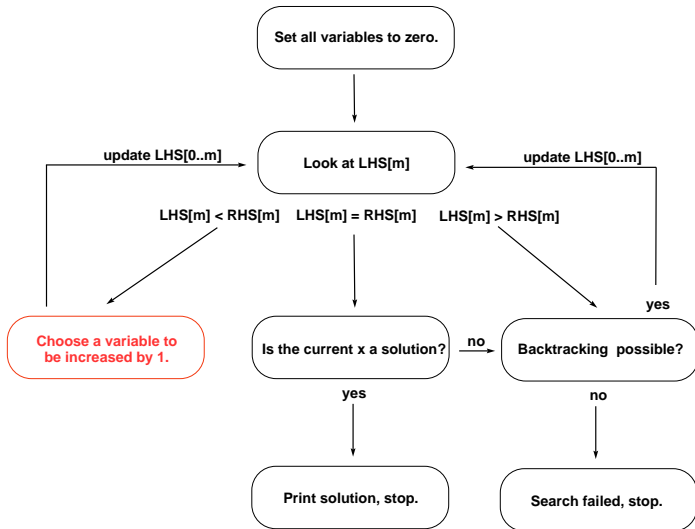 Set all variables to zero.
update LHS[0..m]
Look at LHS[m]
update LHS[0..m]
LHS[m] < RHS[m]
LHS[m] = RHS[m]
LHS[m] > RHS[m]
yes
Choose a variable to
be increased by 1.
Is the current x a solution?
no
Backtracking possible?
yes
no
Print solution, stop.
Search failed, stop.